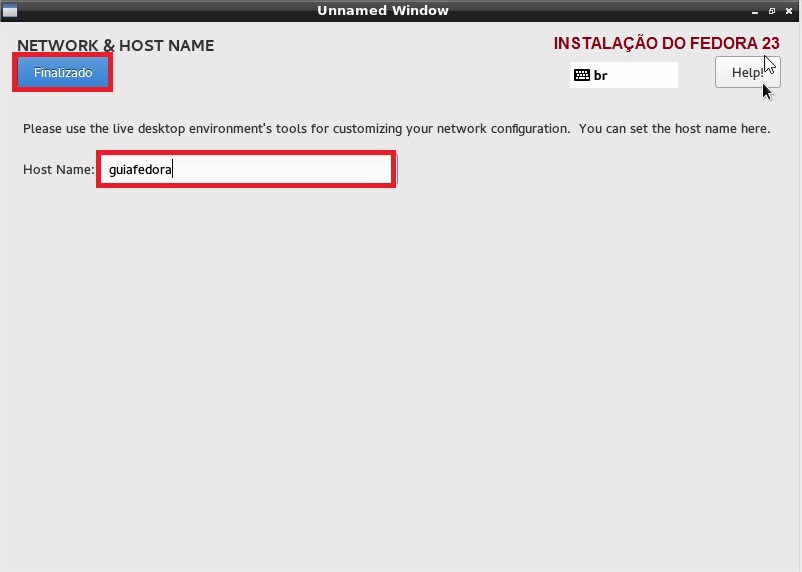 Unnamed Window
NETWORK & HOST NAME
INSTALAÇÃO DO FEDORA 23
Finalizado
br
Help!
Please use the live desktop environment's tools for customizing your network configuration.  You can set the host name here.
Host Name:
guiafedora